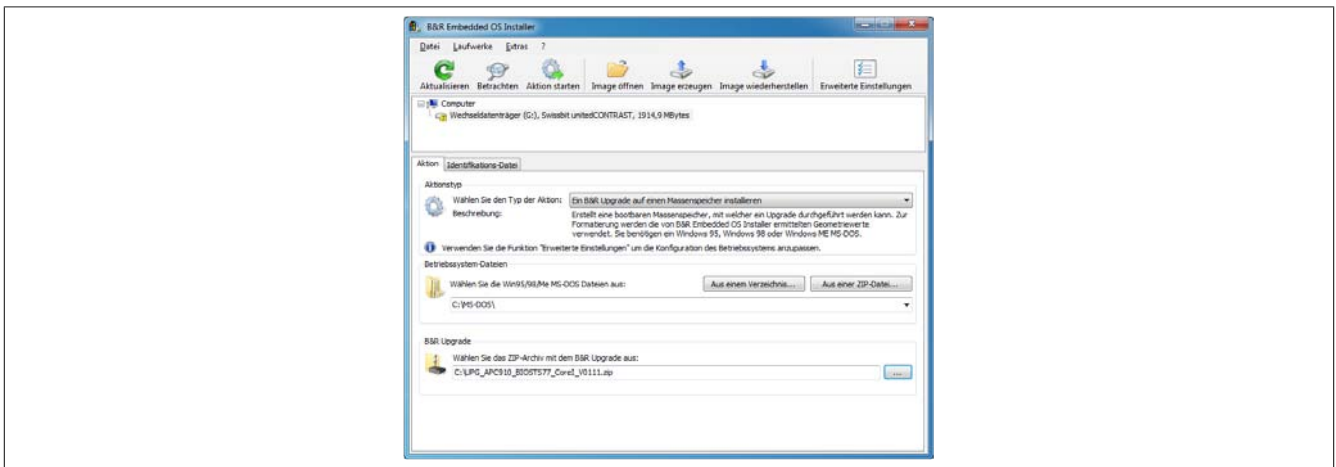 B&R Embedded OS Installer
Datei Laufwerke Extras ?
Aktualisieren Betrachten Aktion starten Image öffnen Image erzeugen Image wiederherstellen Erweiterte Einstellungen
Computer
Wechseldatenträger (G:), Swissbit unitedCONTRAST, 1914,9 MBytes
Aktion Identifikations-Datei
Aktionstyp
Wählen Sie den Typ der Aktion: Ein B&R Upgrade auf einen Massenspeicher installieren
Beschreibung: Erstellt eine bootbaren Massenspeicher, mit welcher ein Upgrade durchgeführt werden kann. Zur
Formatierung werden die von B&R Embedded OS Installer ermittelten Geometriewerte
verwendet. Sie benötigen ein Windows 95, Windows 98 oder Windows ME MS-DOS.
Verwenden Sie die Funktion "Erweiterte Einstellungen" um die Konfiguration des Betriebssystems anzupassen.
Betriebssystem-Dateien
Wählen Sie die Win95/98/Me MS-DOS Dateien aus: Aus einem Verzeichnis... Aus einer ZIP-Datei...
C:\MS-DOS\
B&R Upgrade
Wählen Sie das ZIP-Archiv mit dem B&R Upgrade aus:
C:\UPG_APC910_BIOSTS77_CoreI_V0111.zip ...